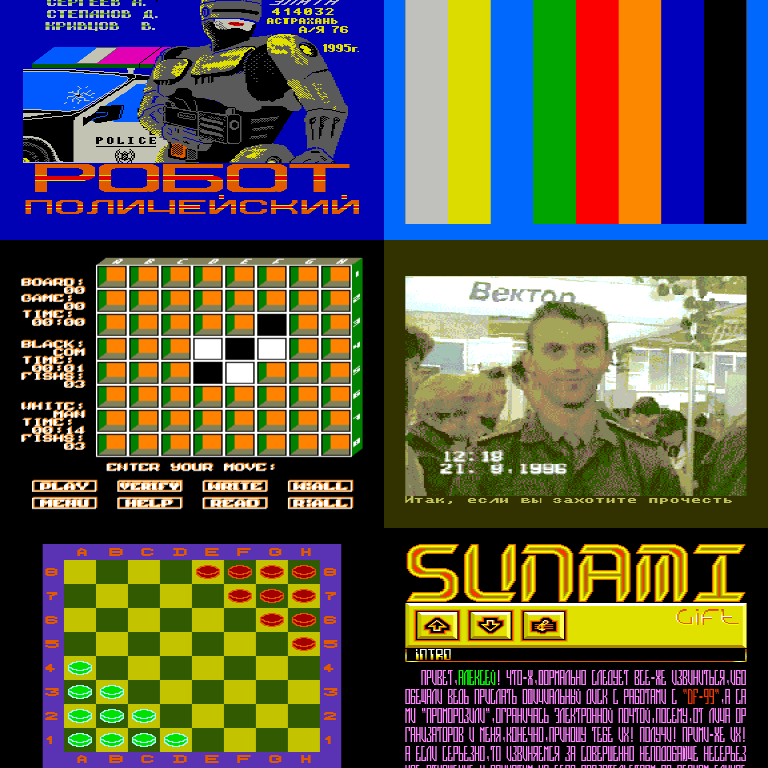 СЕРГЕЕВ А.
СТЕПАНОВ Д.
КРИВЦОВ В.
414032
АСТРАХАНЬ
А/Я 76
1995г.
POLICE
РОБОТ
ПОЛИЦЕЙСКИЙ
A B C D E F G H
BOARD:
00
GAME:
00
TIME:
00:00
BLACK:
COM
TIME:
00:01
FISHS:
03
WHITE:
MAN
TIME:
00:14
FISHS:
03
1
2
3
4
5
6
7
8
ENTER YOUR MOVE:
PLAY VERIFY WRITE W:ALL
MENU HELP READ R:ALL
Вектор
12:18
21. 9.1996
Итак, если вы захотите прочесть
A B C D E F G H
8 8
7 7
6 6
5 5
4 4
3 3
2 2
1 1
A B C D E F G H
SUNAMI
Gift
INTRO
ПРИВЕТ,АЛЕКСЕЙ! ЧТО-Ж,ФОРМАЛЬНО СЛЕДУЕТ ВСЕ-ЖЕ ИЗВИНИТЬСЯ,ИБО
ОБЕЩАЛИ ВЕДЬ ПРИСЛАТЬ ОФИЦИАЛЬНЫЙ ДИСК С РАБОТАМИ С "DF-99",А СА
МИ "ПРОМОРОЗИЛИ",ОГРАНИЧАСЬ ЭЛЕКТРОННОЙ ПОЧТОЙ.ПОСЕМУ,ОТ ЛИЦА ОР
ГАНИЗАТОРОВ И МЕНЯ,КОНЕЧНО,ПРИНОШУ ТЕБЕ ИХ! ПОЛУЧИ! ПРИМИ-ЖЕ ИХ!
А ЕСЛИ СЕРЬЕЗНО,ТО ИЗВИНЯЕМСЯ ЗА СОВЕРШЕННО НЕПОДОБАЮЩЕЕ НЕСЕРЬЕЗ